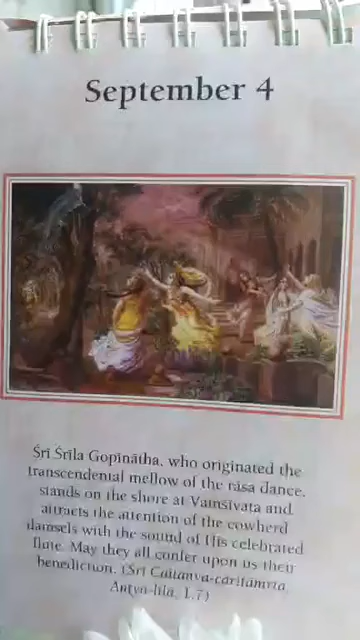 September 4
Śrī Śrīla Gopīnātha, who originated the
transcendental mellow of the rāsa dance,
stands on the shore at Vaṁśīvaṭa and
attracts the attention of the cowherd
damsels with the sound of His celebrated
flute. May they all confer upon us their
benediction. (Śrī Caitanya-caritāmṛta,
Antya-līlā, 1.7)